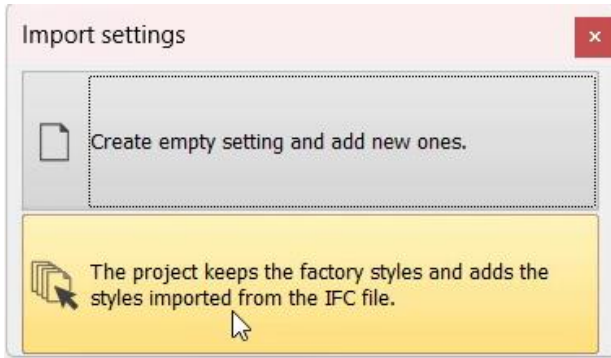 Import settings
Create empty setting and add new ones.
The project keeps the factory styles and adds the
styles imported from the IFC file.